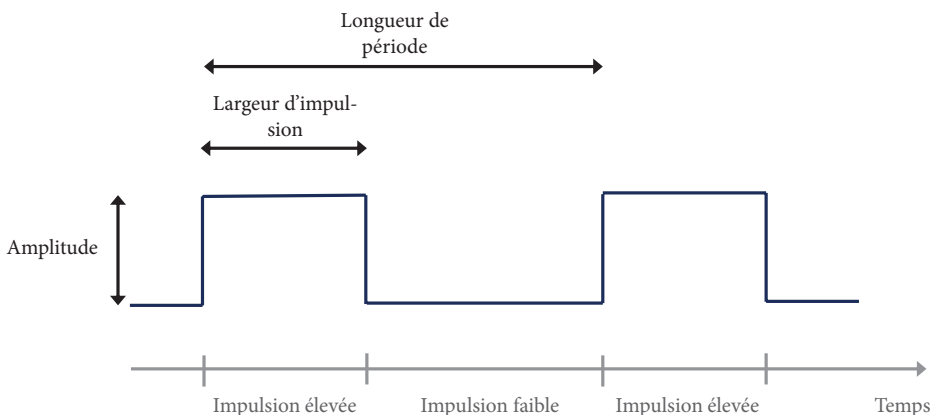 Longueur de
période
Largeur d'impul-
sion
Amplitude
Impulsion élevée
Impulsion faible
Impulsion élevée
Temps